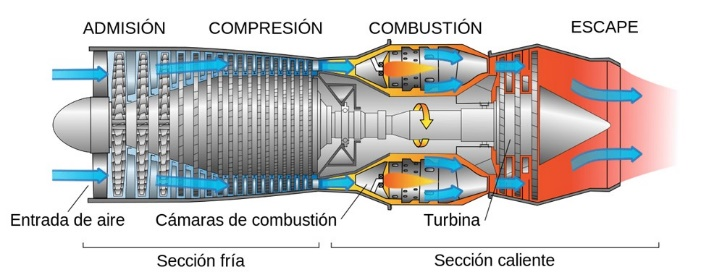 ADMISIÓN
COMPRESIÓN
COMBUSTIÓN
ESCAPE
Entrada de aire
Cámaras de combustión
Turbina
Sección fría
Sección caliente